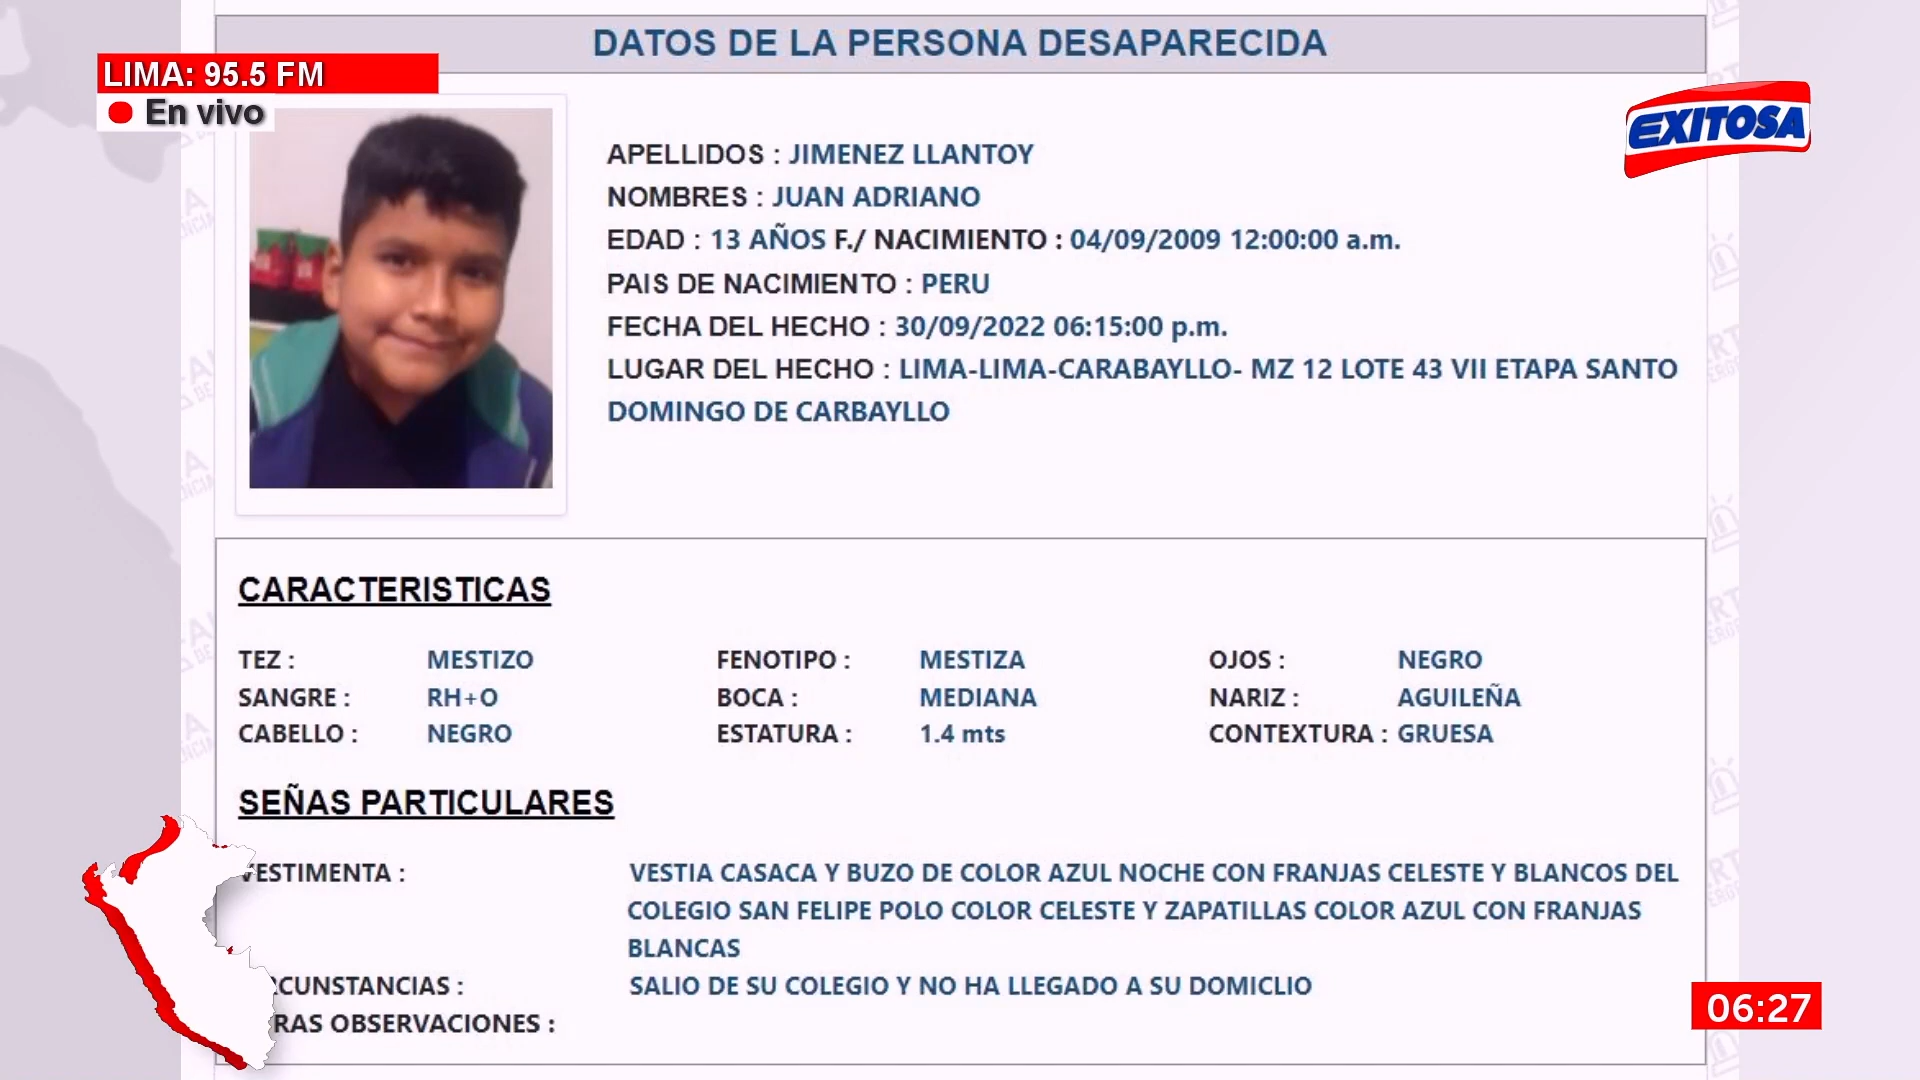 DATOS DE LA PERSONA DESAPARECIDA
LIMA: 95.5 FM
En vivo
EXITOSA
APELLIDOS : JIMENEZ LLANTOY
NOMBRES : JUAN ADRIANO
EDAD : 13 AÑOS F./ NACIMIENTO : 04/09/2009 12:00:00 a.m.
PAIS DE NACIMIENTO : PERU
FECHA DEL HECHO : 30/09/2022 06:15:00 p.m.
LUGAR DEL HECHO : LIMA-LIMA-CARABAYLLO- MZ 12 LOTE 43 VII ETAPA SANTO
DOMINGO DE CARBAYLLO
CARACTERISTICAS
TEZ : MESTIZO FENOTIPO : MESTIZA OJOS : NEGRO
SANGRE : RH+O BOCA : MEDIANA NARIZ : AGUILEÑA
CABELLO : NEGRO ESTATURA : 1.4 mts CONTEXTURA : GRUESA
SEÑAS PARTICULARES
VESTIMENTA : VESTIA CASACA Y BUZO DE COLOR AZUL NOCHE CON FRANJAS CELESTE Y BLANCOS DEL
COLEGIO SAN FELIPE POLO COLOR CELESTE Y ZAPATILLAS COLOR AZUL CON FRANJAS
BLANCAS
CUNSTANCIAS : SALIO DE SU COLEGIO Y NO HA LLEGADO A SU DOMICLIO
RAS OBSERVACIONES :
06:27